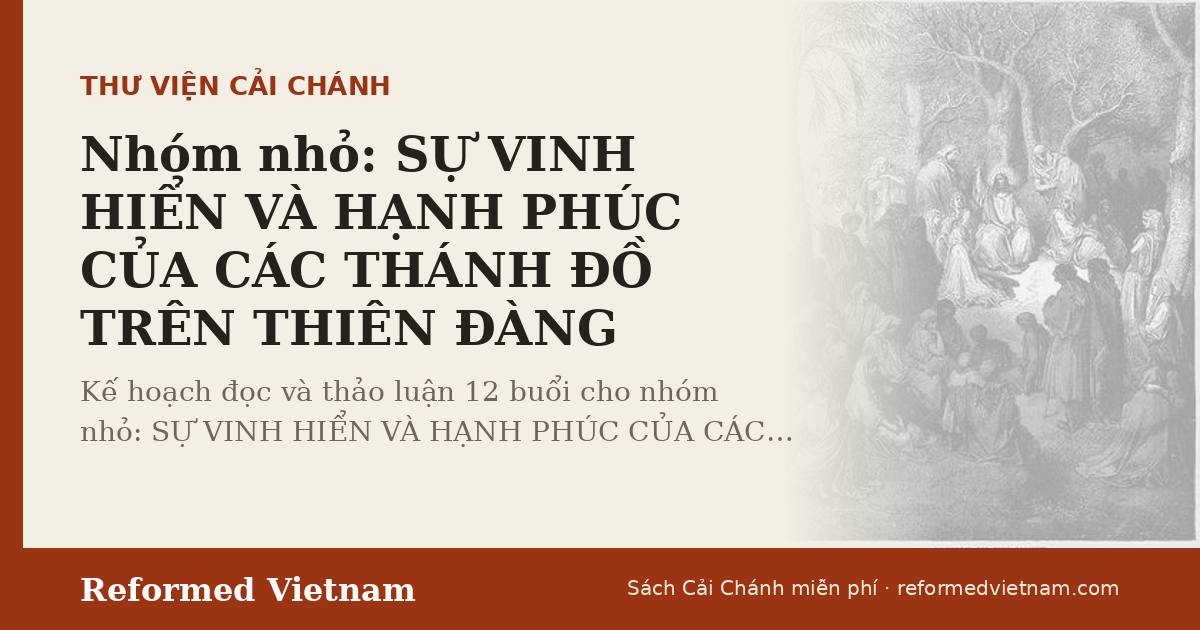 THƯ VIỆN CẢI CHÁNH
Nhóm nhỏ: SỰ VINH
HIỂN VÀ HẠNH PHÚC
CỦA CÁC THÁNH ĐỒ
TRÊN THIÊN ĐÀNG
Kế hoạch đọc và thảo luận 12 buổi cho nhóm
nhỏ: SỰ VINH HIỂN VÀ HẠNH PHÚC CỦA CÁC...
Reformed Vietnam
Sách Cải Chánh miễn phí · reformedvietnam.com